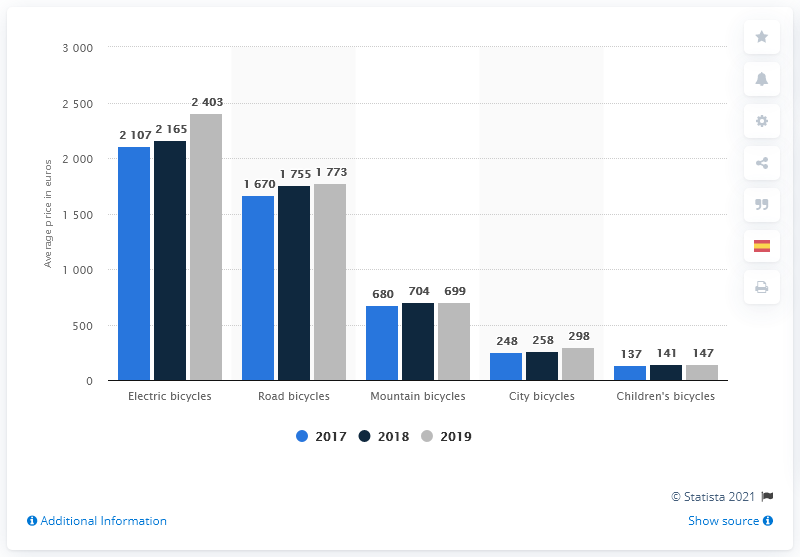 3 000
2 500
2 000
1 500
1 000
500
0
Average price in euros
2 107 2 165 2 403
1 670 1 755 1 773
680 704 699
248 258 298
137 141 147
Electric bicycles Road bicycles Mountain bicycles City bicycles Children's bicycles
2017 2018 2019
© Statista 2021
Additional Information Show source